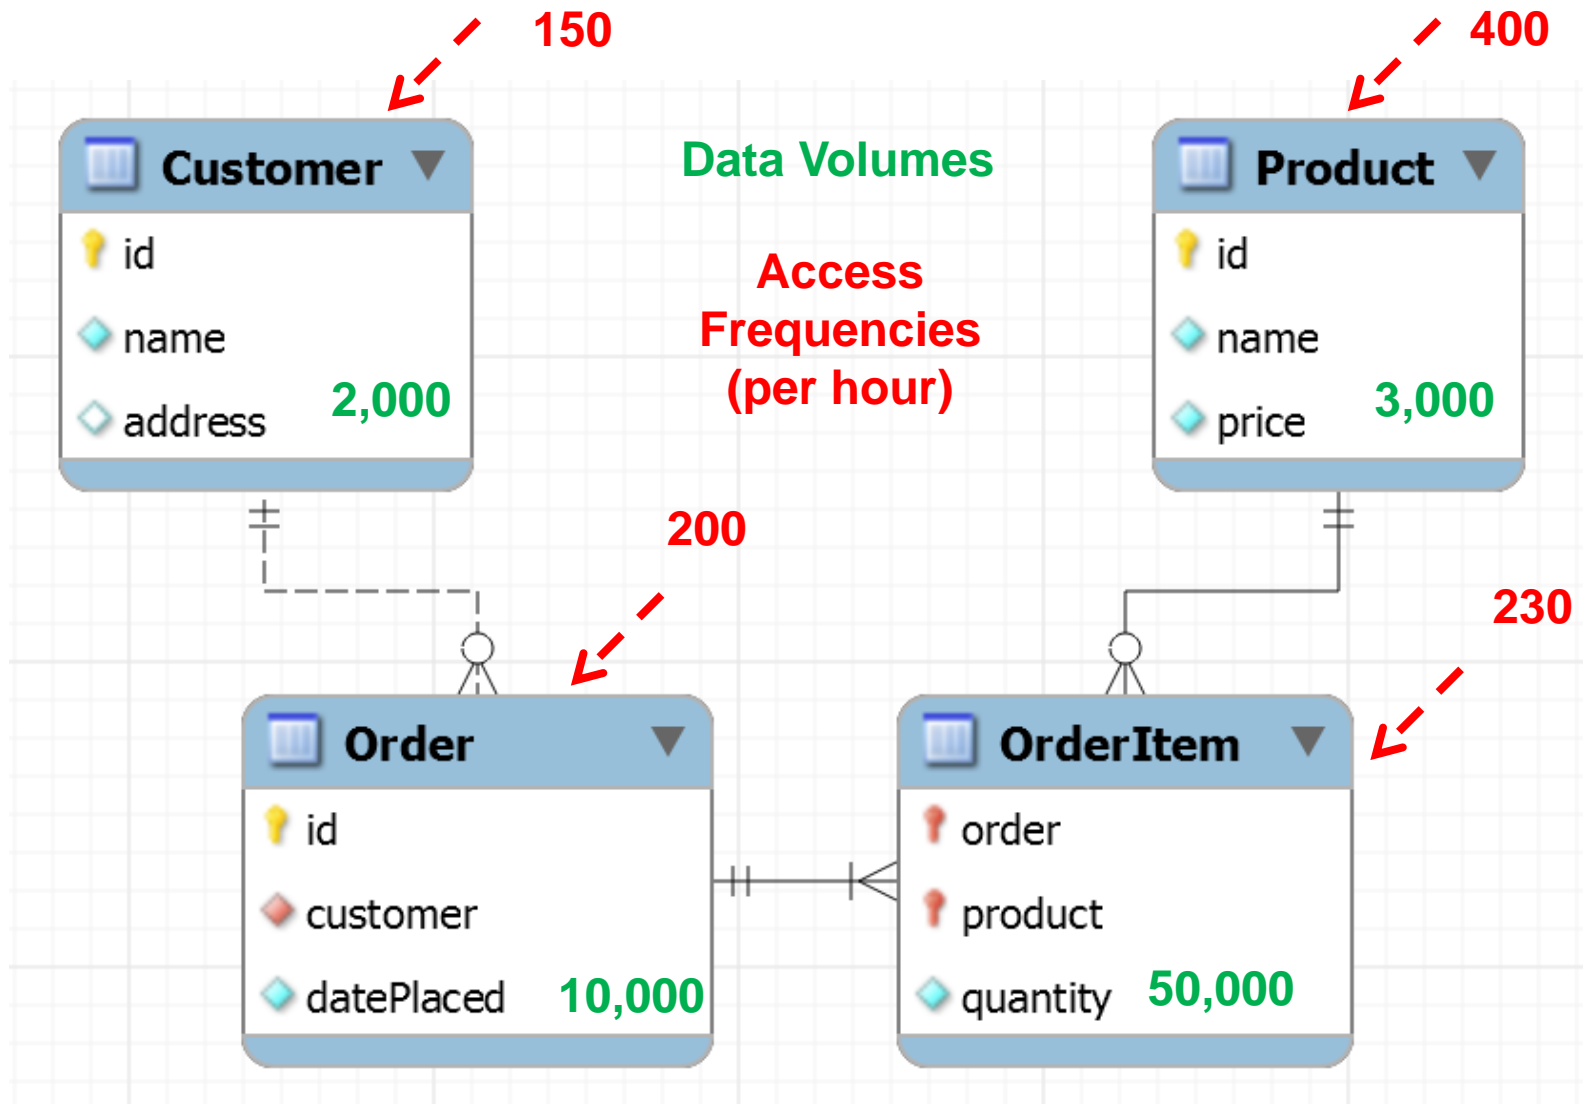 150
400
Customer
id
name
address
2,000
Data Volumes
Access
Frequencies
(per hour)
Product
id
name
price
3,000
200
230
Order
id
customer
datePlaced
10,000
OrderItem
order
product
quantity
50,000